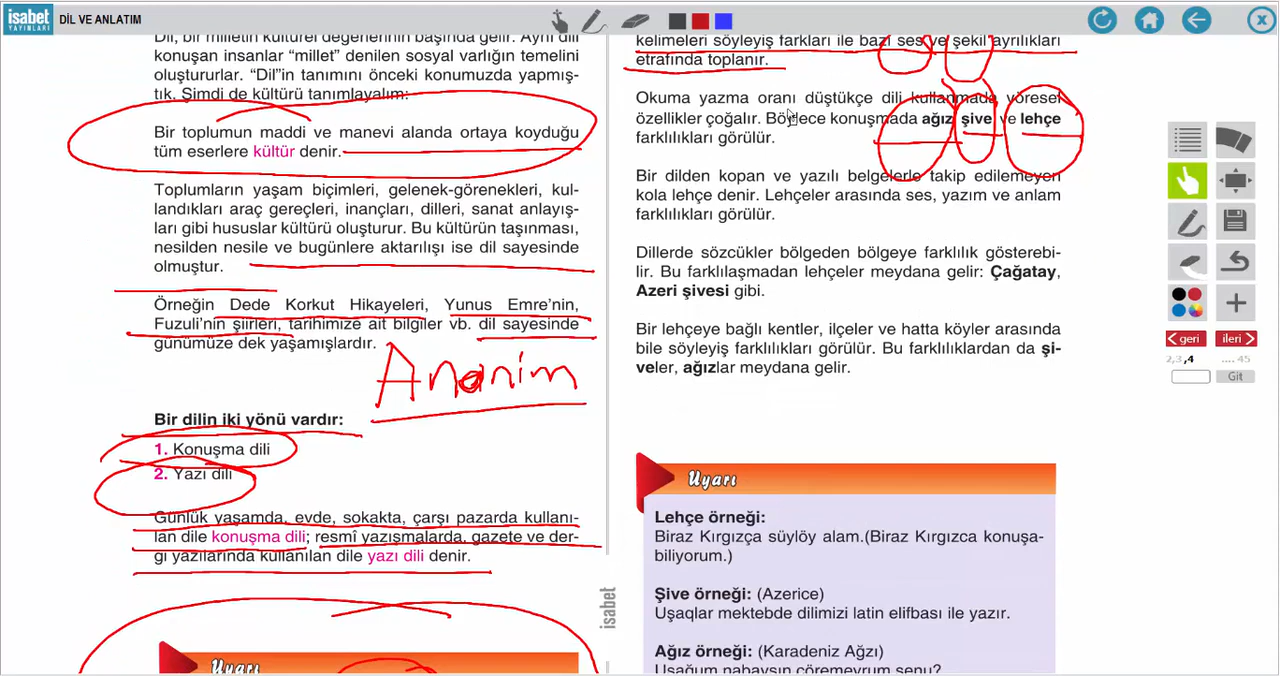 isabet
YAYINLARI
DİL VE ANLATIM
Dil, bir milletin kültürel değerlerinin başında gelir. Aynı dili
konuşan insanlar “millet” denilen sosyal varlığın temelini
oluştururlar. “Dil”in tanımını önceki konumuzda yapmış-
tık. Şimdi de kültürü tanımlayalım:
Bir toplumun maddi ve manevi alanda ortaya koyduğu
tüm eserlere kültür denir.
Toplumların yaşam biçimleri, gelenek-görenekleri, kul-
landıkları araç gereçleri, inançları, dilleri, sanat anlayış-
ları gibi hususlar kültürü oluşturur. Bu kültürün taşınması,
nesilden nesile ve bugünlere aktarılışı ise dil sayesinde
olmuştur.
Örneğin Dede Korkut Hikayeleri, Yunus Emre’nin,
Fuzuli’nin şiirleri, tarihimize ait bilgiler vb. dil sayesinde
günümüze dek yaşamışlardır.
Ananim
Bir dilin iki yönü vardır:
1. Konuşma dili
2. Yazı dili
Günlük yaşamda, evde, sokakta, çarşı pazarda kullanı-
lan dile konuşma dili; resmî yazışmalarda, gazete ve der-
gi yazılarında kullanılan dile yazı dili denir.
Uyarı
isabet
kelimeleri söyleyiş farkları ile bazı ses ve şekil ayrılıkları
etrafında toplanır.
Okuma yazma oranı düştükçe dili kullanmada yöresel
özellikler çoğalır. Böylece konuşmada ağız şive ve lehçe
farklılıkları görülür.
Bir dilden kopan ve yazılı belgelerle takip edilemeyen
kola lehçe denir. Lehçeler arasında ses, yazım ve anlam
farklılıkları görülür.
Dillerde sözcükler bölgeden bölgeye farklılık gösterebi-
lir. Bu farklılaşmadan lehçeler meydana gelir: Çağatay,
Azeri şivesi gibi.
Bir lehçeye bağlı kentler, ilçeler ve hatta köyler arasında
bile söyleyiş farklılıkları görülür. Bu farklılıklardan da şi-
veler, ağızlar meydana gelir.
Uyarı
Lehçe örneği:
Biraz Kırgızça süylöy alam.(Biraz Kırgızca konuşa-
biliyorum.)
Şive örneği: (Azerice)
Uşaqlar mektebde dilimizi latin elifbası ile yazır.
Ağız örneği: (Karadeniz Ağzı)
Uşağum nabaysın çöremeyrum senu?
geri
ileri
2,3,4
.... 45
Git